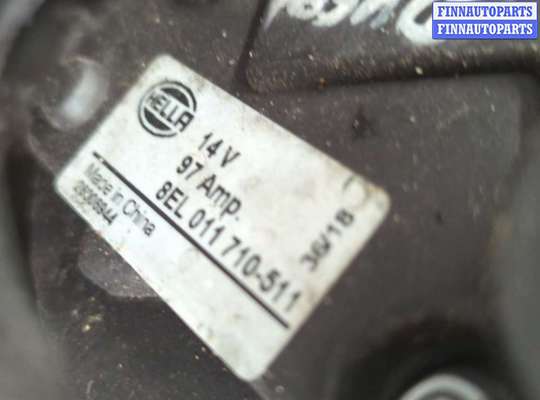 FINNAUTOPARTS
FINNAUTOPARTS
HELLA
14 V
97 Amp.
8EL 011 710-511
36/18
Made in China